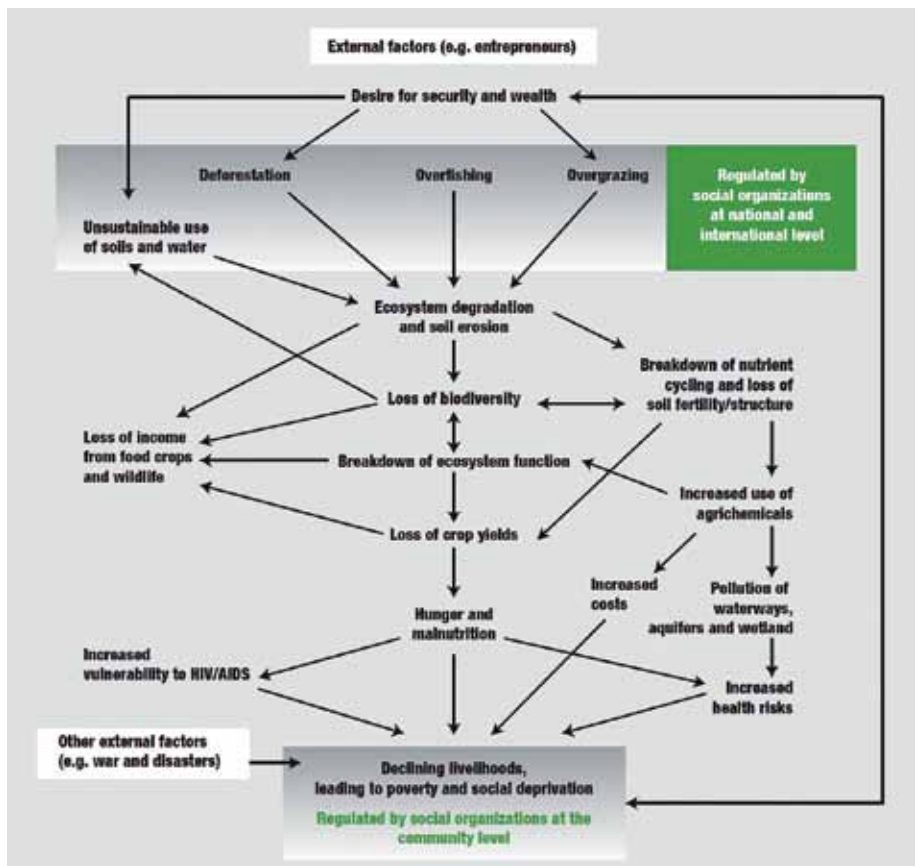 External factors (e.g. entrepreneurs)
Desire for security and wealth
Deforestation
Overfishing
Overgrazing
Regulated by
social organizations
at national and
international level
Unsustainable use
of soils and water
Ecosystem degradation
and soil erosion
Breakdown of nutrient
cycling and loss of
soil fertility/structure
Loss of biodiversity
Loss of income
from food crops
and wildlife
Breakdown of ecosystem function
Increased use of
agrichemicals
Loss of crop yields
Increased
costs
Pollution of
waterways,
aquifers and wetland
Hunger and
malnutrition
Increased
vulnerability to HIV/AIDS
Increased
health risks
Other external factors
(e.g. war and disasters)
Declining livelihoods,
leading to poverty and social deprivation
Regulated by social organizations at the
community level